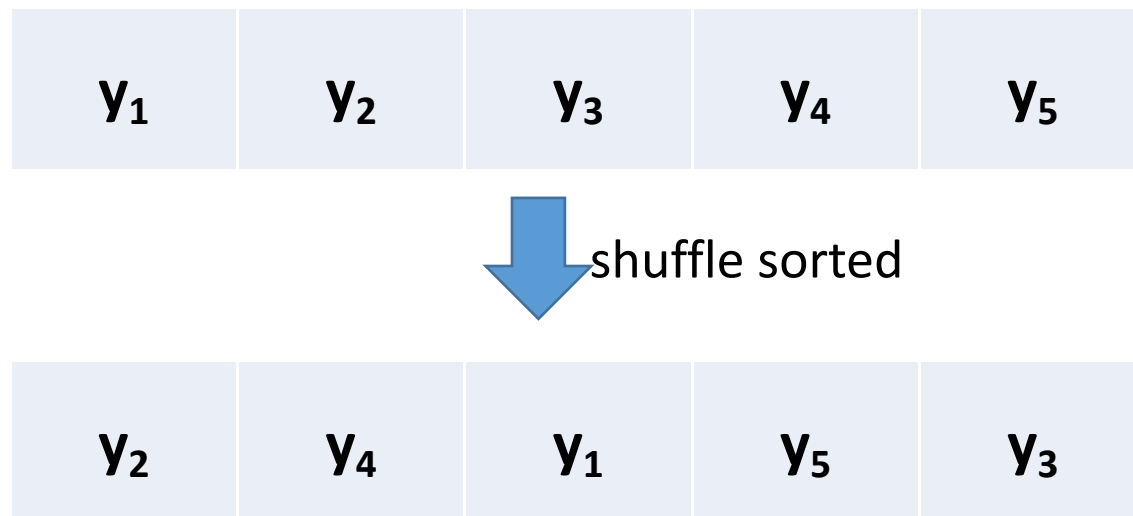 y₁ y₂ y₃ y₄ y₅
shuffle sorted
y₂ y₄ y₁ y₅ y₃